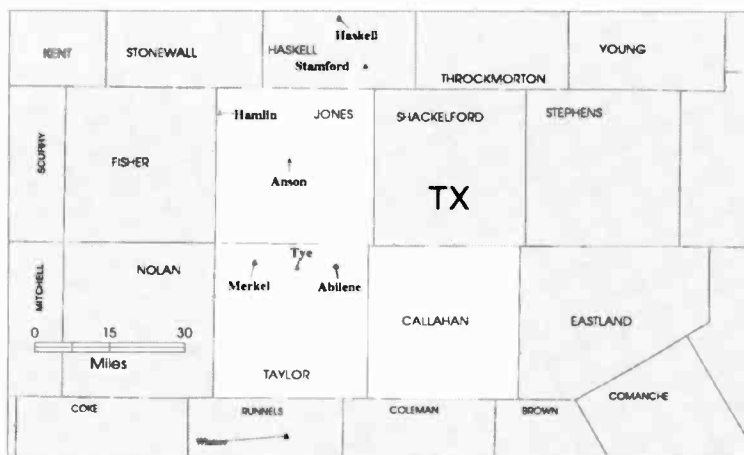 Haskell
KENT
STONEWALL
HASKELL
YOUNG
Stamford
THROCKMORTON
Hamlin
JONES
SHACKELFORD
STEPHENS
SCURRY
FISHER
Anson
TX
MITCHELL
NOLAN
Tye
Merkel
Abilene
0 15 30
Miles
CALLAHAN
EASTLAND
TAYLOR
COMANCHE
COKE
RUNNELS
COLEMAN
BROWN